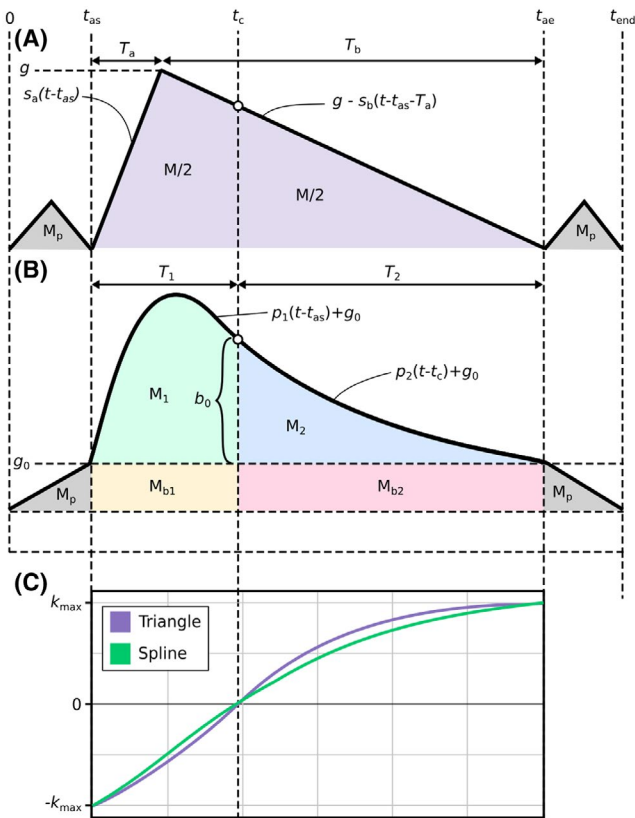 0 t_as t_c t_ae t_end
(A)
T_a T_b
g
s_a(t-t_as)
g - s_b(t-t_as-T_a)
M/2 M/2
M_p M_p
(B)
T_1 T_2
p_1(t-t_as)+g_0
p_2(t-t_c)+g_0
M_1 b_0 M_2
g_0
M_p M_b1 M_b2 M_p
(C)
k_max
Triangle
Spline
0
-k_max